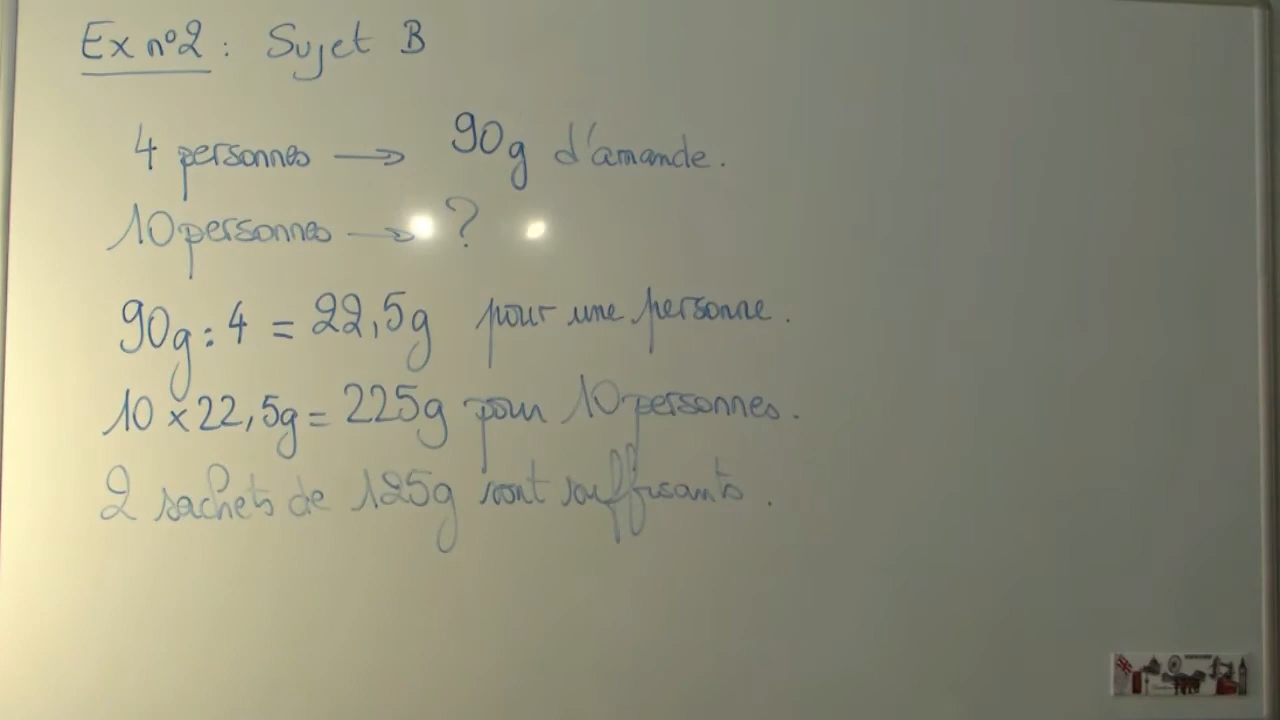 Ex n°2 : Sujet B
4 personnes → 90g d'amande.
10 personnes → ?
90g : 4 = 22,5g pour une personne.
10 × 22,5g = 225g pour 10 personnes.
2 sachets de 125g sont suffisants.